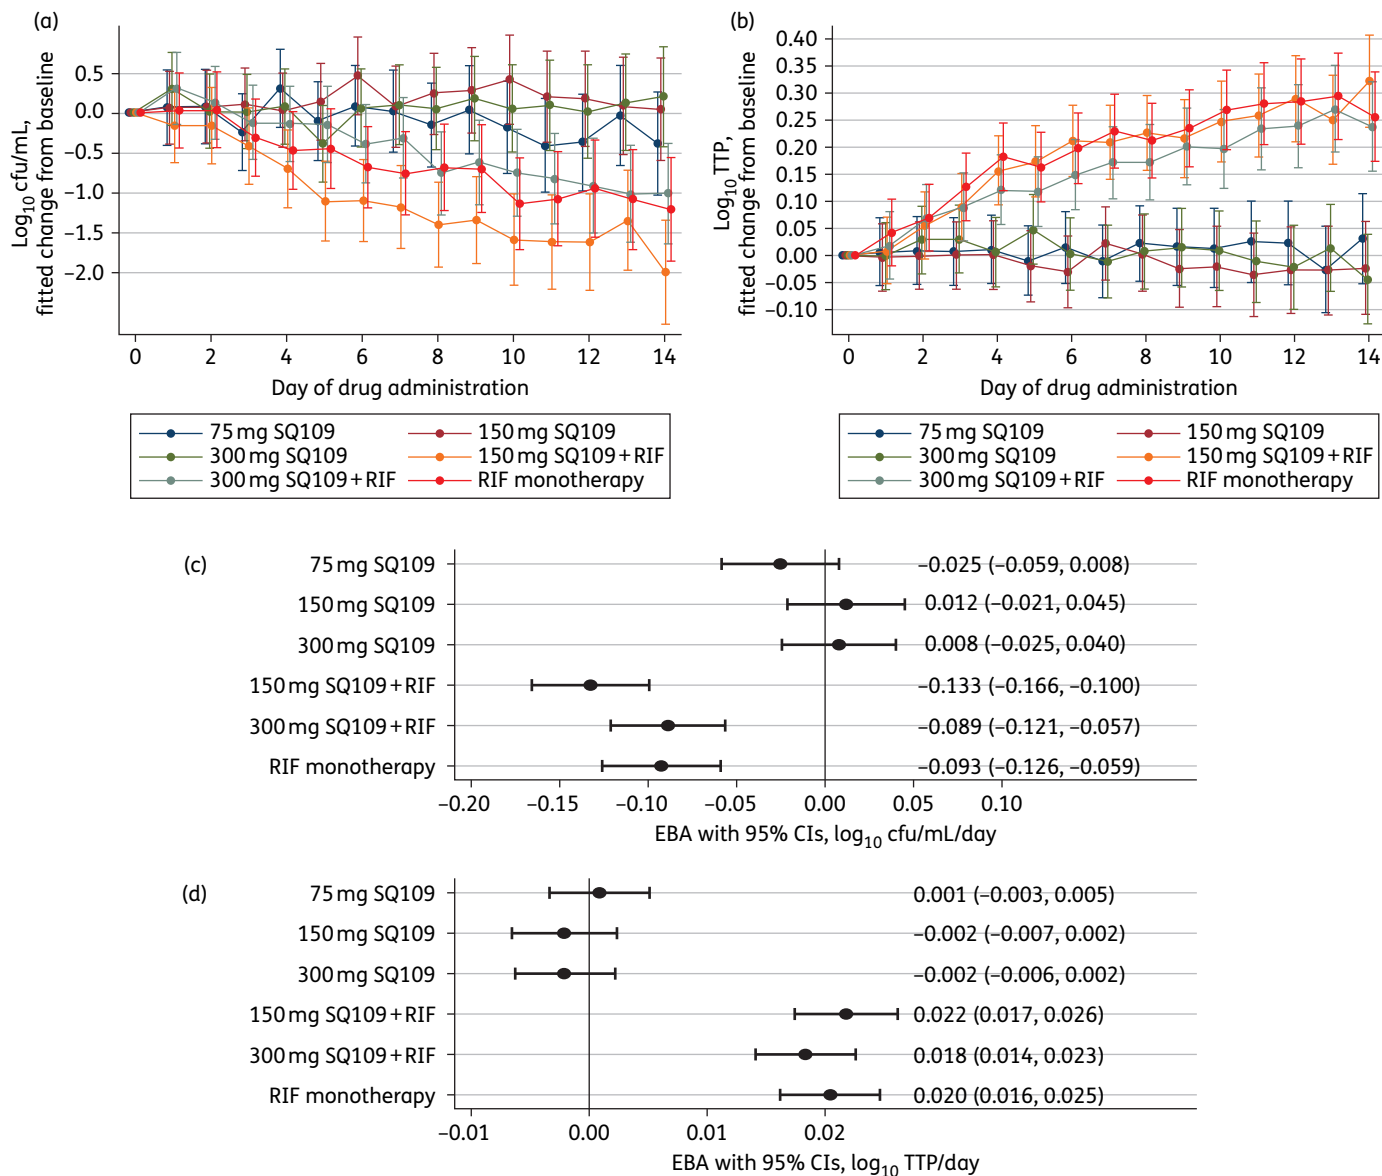 (a)
Log10 cfu/mL,
fitted change from baseline
0.5
0.0
−0.5
−1.0
−1.5
−2.0
0 2 4 6 8 10 12 14
Day of drug administration
75 mg SQ109
150 mg SQ109
300 mg SQ109
150 mg SQ109+RIF
300 mg SQ109+RIF
RIF monotherapy
(b)
Log10 TTP,
fitted change from baseline
0.40
0.35
0.30
0.25
0.20
0.15
0.10
0.05
0.00
−0.05
−0.10
0 2 4 6 8 10 12 14
Day of drug administration
75 mg SQ109
150 mg SQ109
300 mg SQ109
150 mg SQ109+RIF
300 mg SQ109+RIF
RIF monotherapy
(c)
75 mg SQ109 −0.025 (−0.059, 0.008)
150 mg SQ109 0.012 (−0.021, 0.045)
300 mg SQ109 0.008 (−0.025, 0.040)
150 mg SQ109+RIF −0.133 (−0.166, −0.100)
300 mg SQ109+RIF −0.089 (−0.121, −0.057)
RIF monotherapy −0.093 (−0.126, −0.059)
−0.20 −0.15 −0.10 −0.05 0.00 0.05 0.10
EBA with 95% CIs, log10 cfu/mL/day
(d)
75 mg SQ109 0.001 (−0.003, 0.005)
150 mg SQ109 −0.002 (−0.007, 0.002)
300 mg SQ109 −0.002 (−0.006, 0.002)
150 mg SQ109+RIF 0.022 (0.017, 0.026)
300 mg SQ109+RIF 0.018 (0.014, 0.023)
RIF monotherapy 0.020 (0.016, 0.025)
−0.01 0.00 0.01 0.02
EBA with 95% CIs, log10 TTP/day